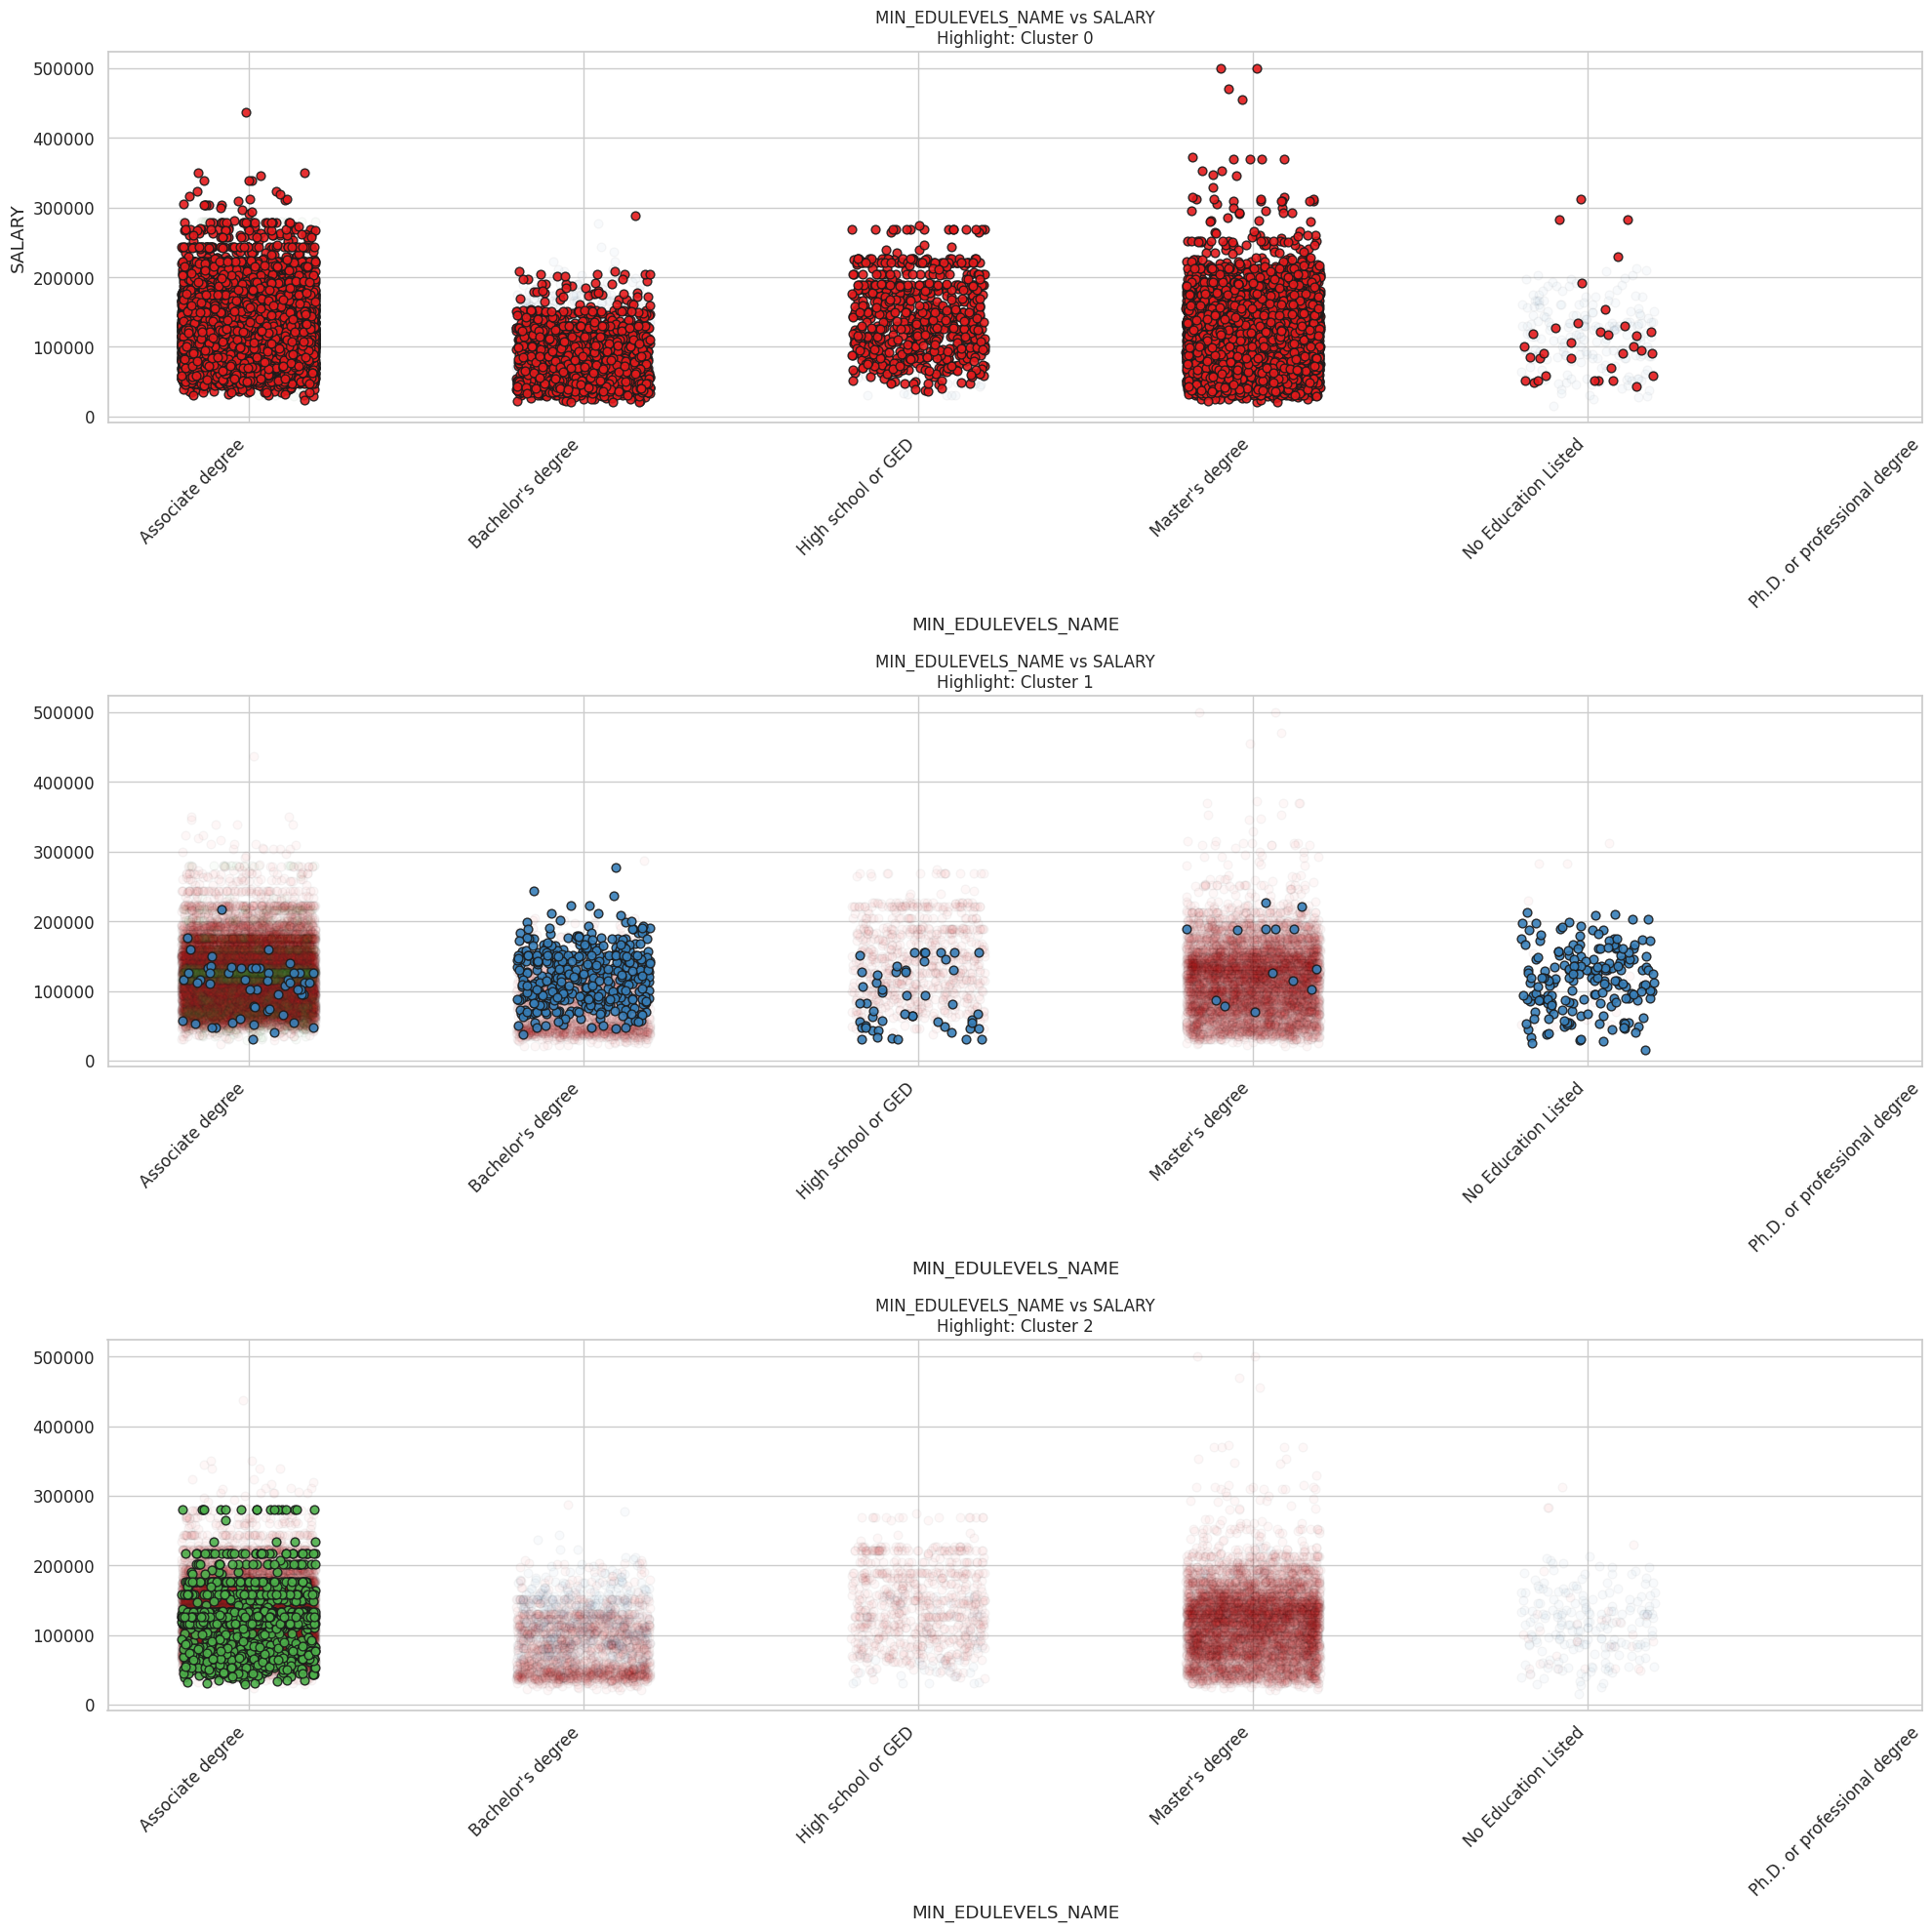 MIN_EDULEVELS_NAME vs SALARY
Highlight: Cluster 0
SALARY
500000
400000
300000
200000
100000
0
Associate degree
Bachelor's degree
High school or GED
Master's degree
No Education Listed
Ph.D. or professional degree
MIN_EDULEVELS_NAME
MIN_EDULEVELS_NAME vs SALARY
Highlight: Cluster 1
500000
400000
300000
200000
100000
0
Associate degree
Bachelor's degree
High school or GED
Master's degree
No Education Listed
Ph.D. or professional degree
MIN_EDULEVELS_NAME
MIN_EDULEVELS_NAME vs SALARY
Highlight: Cluster 2
500000
400000
300000
200000
100000
0
Associate degree
Bachelor's degree
High school or GED
Master's degree
No Education Listed
Ph.D. or professional degree
MIN_EDULEVELS_NAME